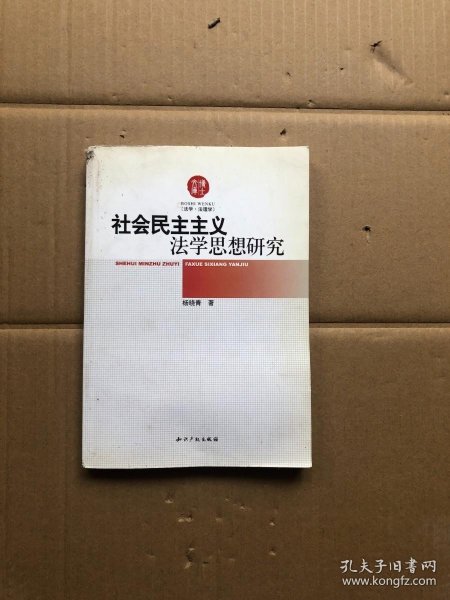 博士文库
BOSHI WENKU
〔法学·法理学〕
社会民主主义
法学思想研究
SHEHUI MINZHU ZHUYI FAXUE SIXIANG YANJIU
杨晓青 著
知识产权出版社
孔夫子旧书网
www.kongfz.com